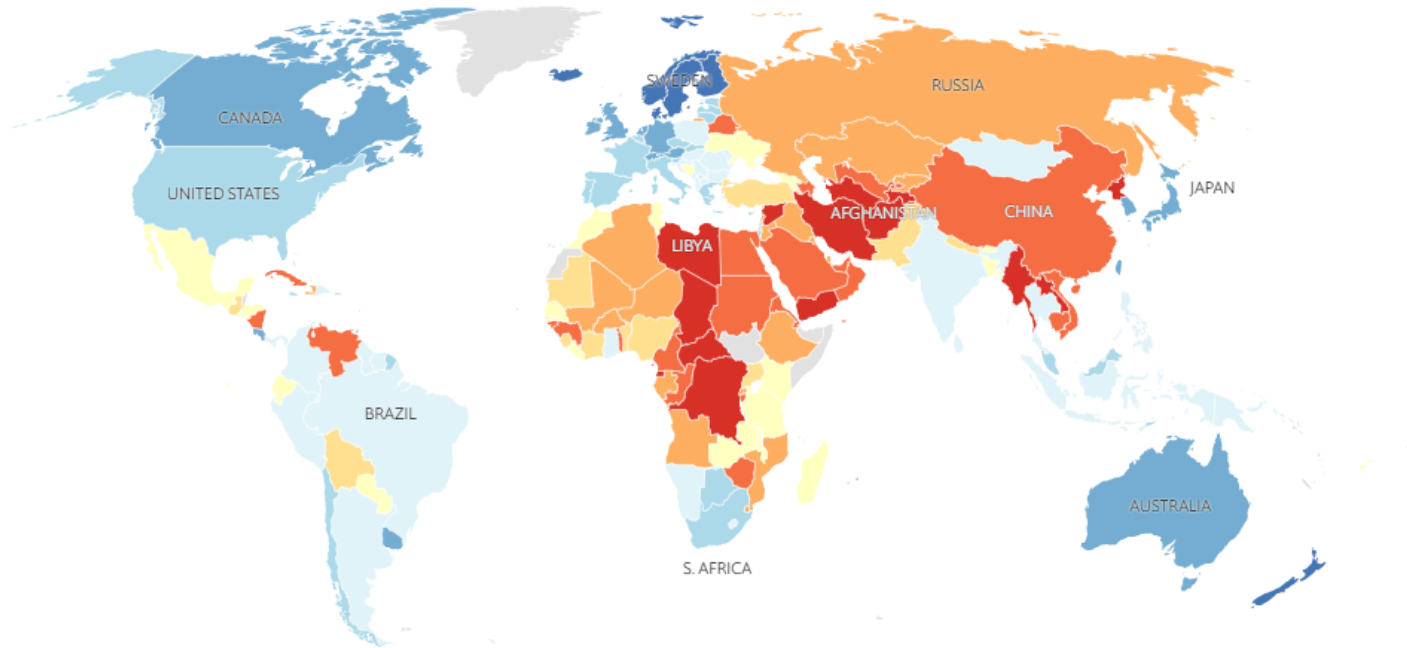 SWEDEN
RUSSIA
CANADA
UNITED STATES
JAPAN
AFGHANISTAN
CHINA
LIBYA
BRAZIL
AUSTRALIA
S. AFRICA